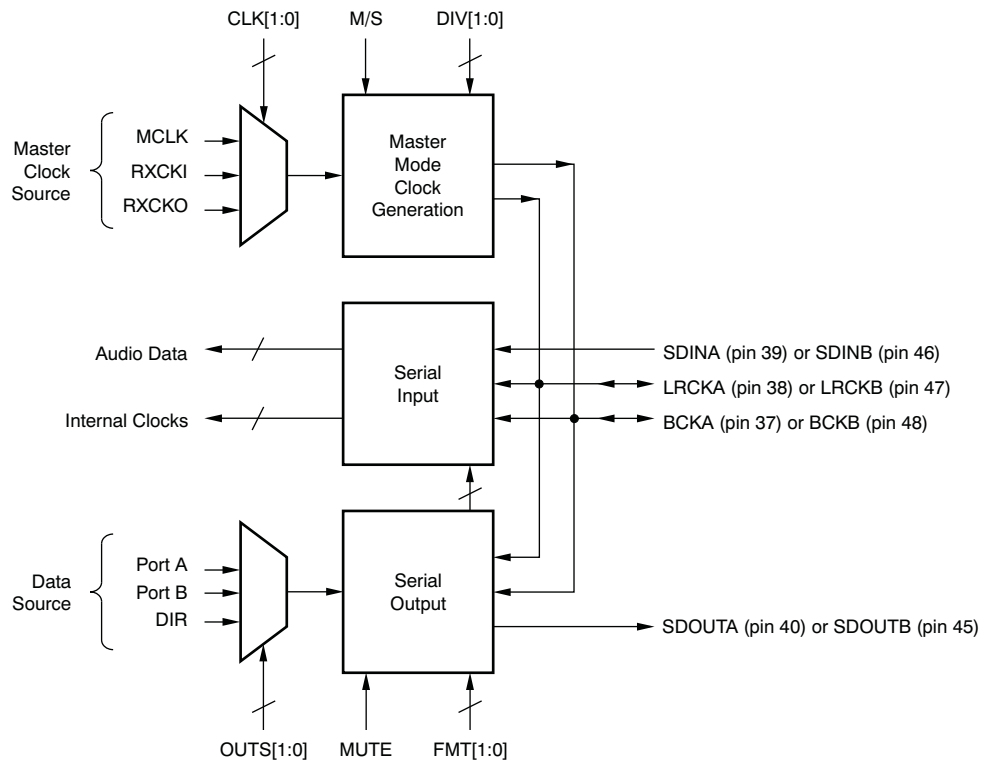 CLK[1:0]
M/S
DIV[1:0]
Master
Clock
Source
MCLK
RXCKI
RXCKO
Master
Mode
Clock
Generation
Audio Data
Internal Clocks
Serial
Input
SDINA (pin 39) or SDINB (pin 46)
LRCKA (pin 38) or LRCKB (pin 47)
BCKA (pin 37) or BCKB (pin 48)
Data
Source
Port A
Port B
DIR
Serial
Output
SDOUTA (pin 40) or SDOUTB (pin 45)
OUTS[1:0]
MUTE
FMT[1:0]